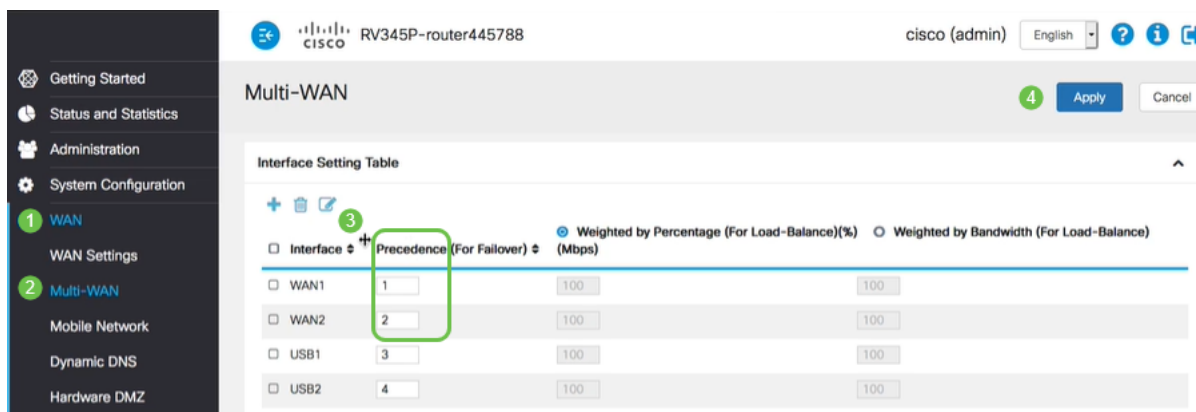 CISCO RV345P-router445788 cisco (admin) English ? i
Getting Started
Status and Statistics
Administration
System Configuration
1 WAN
WAN Settings
2 Multi-WAN
Mobile Network
Dynamic DNS
Hardware DMZ
Multi-WAN 4 Apply Cancel
Interface Setting Table
3
Interface Precedence (For Failover) Weighted by Percentage (For Load-Balance)(%) Weighted by Bandwidth (For Load-Balance)
(Mbps)
WAN1 1 100 100
WAN2 2 100 100
USB1 3 100 100
USB2 4 100 100